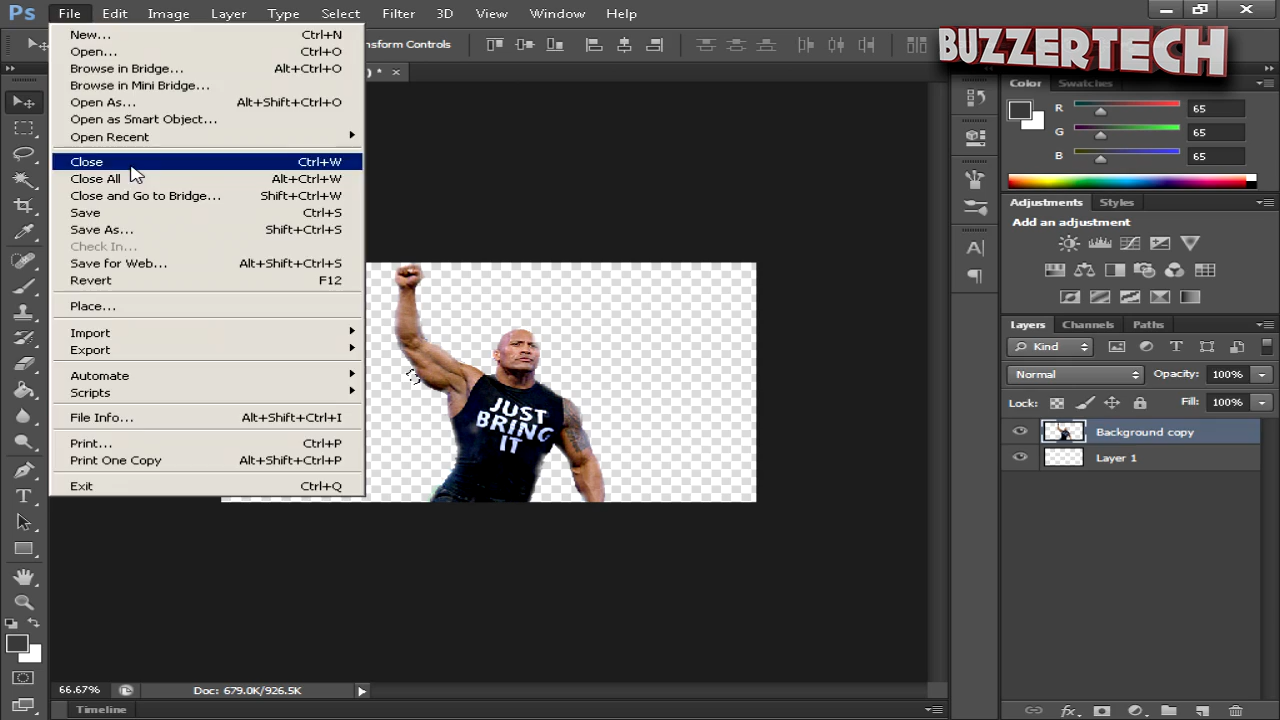 Ps File Edit Image Layer Type Select Filter 3D View Window Help
BUZZERTECH
ansform Controls
) * ×
New... Ctrl+N
Open... Ctrl+O
Browse in Bridge... Alt+Ctrl+O
Browse in Mini Bridge...
Open As... Alt+Shift+Ctrl+O
Open as Smart Object...
Open Recent
Close Ctrl+W
Close All Alt+Ctrl+W
Close and Go to Bridge... Shift+Ctrl+W
Save Ctrl+S
Save As... Shift+Ctrl+S
Check In...
Save for Web... Alt+Shift+Ctrl+S
Revert F12
Place...
Import
Export
Automate
Scripts
File Info... Alt+Shift+Ctrl+I
Print... Ctrl+P
Print One Copy Alt+Shift+Ctrl+P
Exit Ctrl+Q
JUST
BRING
IT
Color Swatches
R 65
G 65
B 65
Adjustments Styles
Add an adjustment
Layers Channels Paths
Kind
Normal Opacity: 100%
Lock: Fill: 100%
Background copy
Layer 1
66.67% Doc: 679.0K/926.5K
Timeline